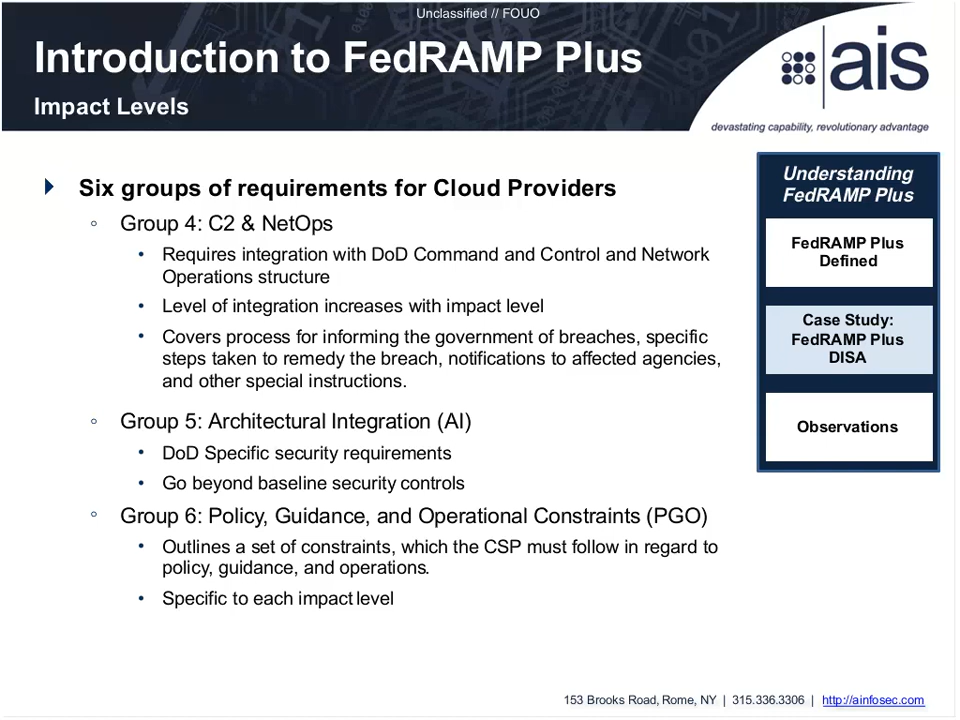 Unclassified // FOUO
Introduction to FedRAMP Plus
Impact Levels
ais
devastating capability, revolutionary advantage
Six groups of requirements for Cloud Providers
Group 4: C2 & NetOps
Requires integration with DoD Command and Control and Network
Operations structure
Level of integration increases with impact level
Covers process for informing the government of breaches, specific
steps taken to remedy the breach, notifications to affected agencies,
and other special instructions.
Group 5: Architectural Integration (AI)
DoD Specific security requirements
Go beyond baseline security controls
Group 6: Policy, Guidance, and Operational Constraints (PGO)
Outlines a set of constraints, which the CSP must follow in regard to
policy, guidance, and operations.
Specific to each impact level
Understanding
FedRAMP Plus
FedRAMP Plus
Defined
Case Study:
FedRAMP Plus
DISA
Observations
153 Brooks Road, Rome, NY | 315.336.3306 | http://ainfosec.com